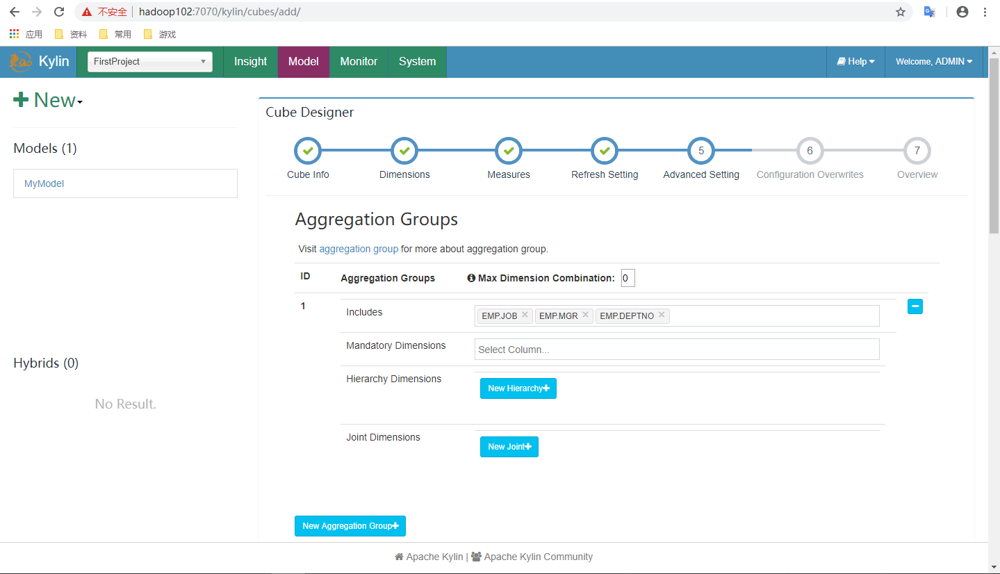 不安全 hadoop102:7070/kylin/cubes/add/
应用 资料 常用 游戏
Kylin FirstProject Insight Model Monitor System Help Welcome, ADMIN
New
Cube Designer
Models (1)
5 6 7
Cube Info Dimensions Measures Refresh Setting Advanced Setting Configuration Overwrites Overview
MyModel
Aggregation Groups
Visit aggregation group for more about aggregation group.
ID Aggregation Groups Max Dimension Combination: 0
1 Includes EMP.JOB EMP.MGR EMP.DEPTNO
Mandatory Dimensions Select Column...
Hybrids (0)
Hierarchy Dimensions New Hierarchy
No Result.
Joint Dimensions New Joint
New Aggregation Group
Apache Kylin | Apache Kylin Community